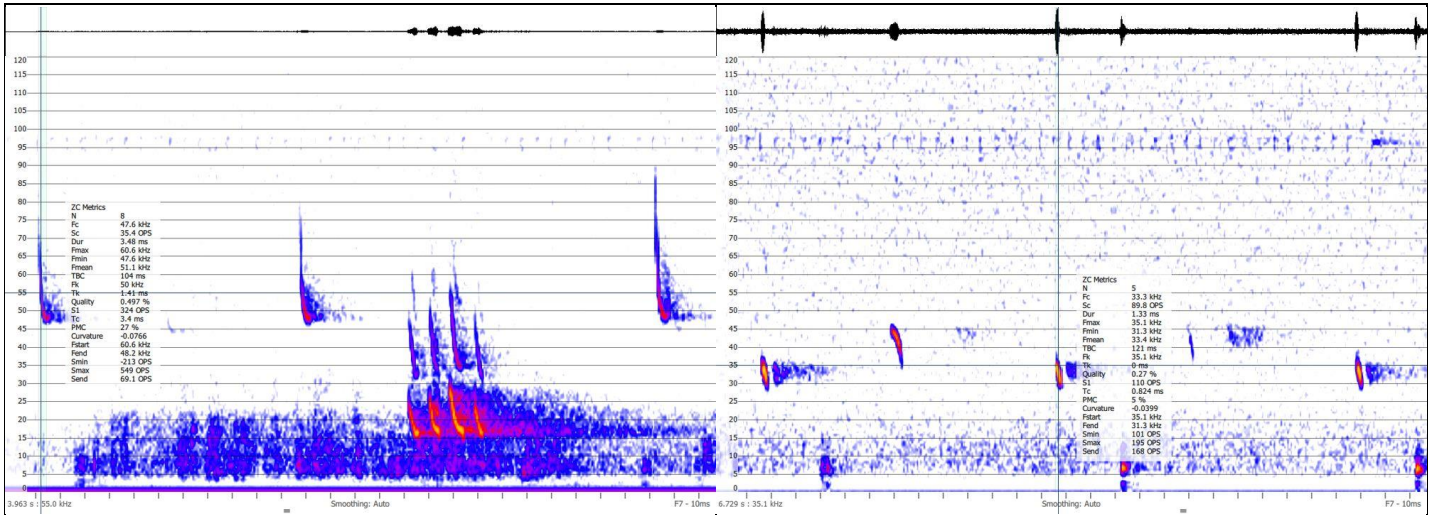 120
115
110
105
100
95
90
85
80
75
70
65
60
55
50
45
40
35
30
25
20
15
10
5
0
ZC Metrics
N 8
Fc 47.6 kHz
Sc 35.4 OPS
Dur 3.48 ms
Fmax 60.6 kHz
Fmin 47.6 kHz
Fmean 51.1 kHz
TBC 104 ms
Fk 50 kHz
Tk 1.41 ms
Quality 0.497 %
S1 324 OPS
Tc 3.4 ms
PMC 27 %
Curvature -0.0766
Fstart 60.6 kHz
Fend 48.2 kHz
Smin -213 OPS
Smax 549 OPS
Send 69.1 OPS
3.963 s : 55.0 kHz Smoothing: Auto F7 - 10ms
120
115
110
105
100
95
90
85
80
75
70
65
60
55
50
45
40
35
30
25
20
15
10
5
0
ZC Metrics
N 5
Fc 33.3 kHz
Sc 89.8 OPS
Dur 1.33 ms
Fmax 35.1 kHz
Fmin 31.3 kHz
Fmean 33.4 kHz
TBC 121 ms
Fk 35.1 kHz
Tk 0 ms
Quality 0.27 %
S1 110 OPS
Tc 0.824 ms
PMC 5 %
Curvature -0.0399
Fstart 35.1 kHz
Fend 31.3 kHz
Smin 101 OPS
Smax 195 OPS
Send 168 OPS
6.729 s : 35.1 kHz Smoothing: Auto F7 - 10ms